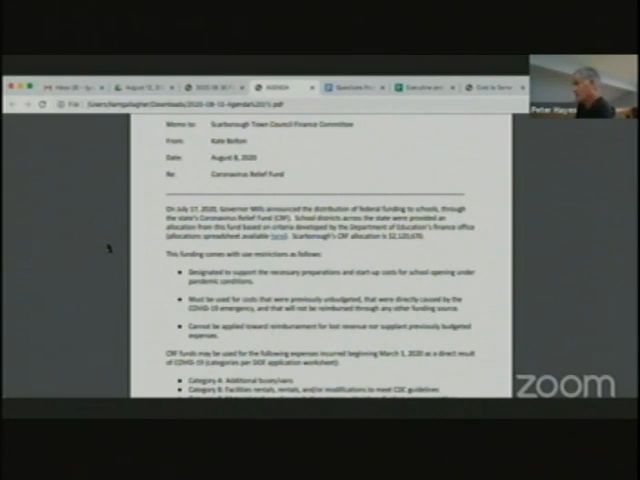 AGENDA
File
Peter Hayes
Memo to: Scarborough Town Council Finance Committee
From: Kate Bolton
Date: August 8, 2020
Re: Coronavirus Relief Fund
On July 17, 2020, Governor Mills announced the distribution of federal funding to schools, through
the state's Coronavirus Relief Fund (CRF). School districts across the state were provided an
allocation from this fund based on criteria developed by the Department of Education's finance office
(allocations spreadsheet available here). Scarborough's CRF allocation is
This funding comes with use restrictions as follows:
• Designated to support the necessary preparations and start-up costs for school opening under
pandemic conditions.
• Must be used for costs that were previously unbudgeted, that were directly caused by the
COVID-19 emergency, and that will not be reimbursed through any other funding source.
• Cannot be applied toward reimbursement for lost revenue nor supplant previously budgeted
expenses.
CRF funds may be used for the following expenses incurred beginning March 1, 2020 as a direct result
of COVID-19 (categories per DOE application worksheet):
• Category A: Additional buses/vans
• Category B: Facilities rentals, rentals, and/or modifications to meet CDC guidelines
zoom